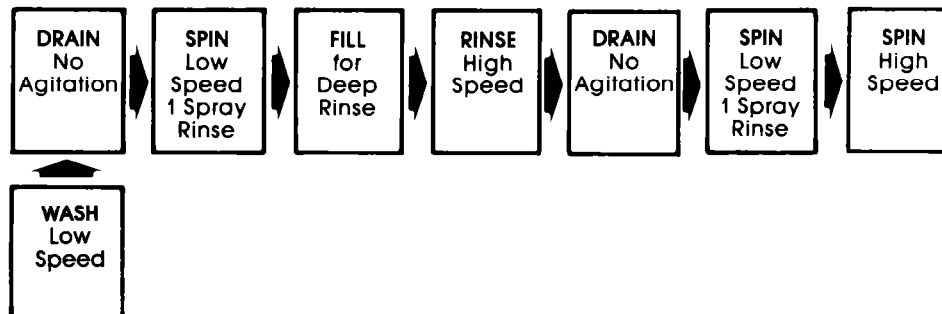 DRAIN
No
Agitation
SPIN
Low
Speed
1 Spray
Rinse
FILL
for
Deep
Rinse
RINSE
High
Speed
DRAIN
No
Agitation
SPIN
Low
Speed
1 Spray
Rinse
SPIN
High
Speed
WASH
Low
Speed